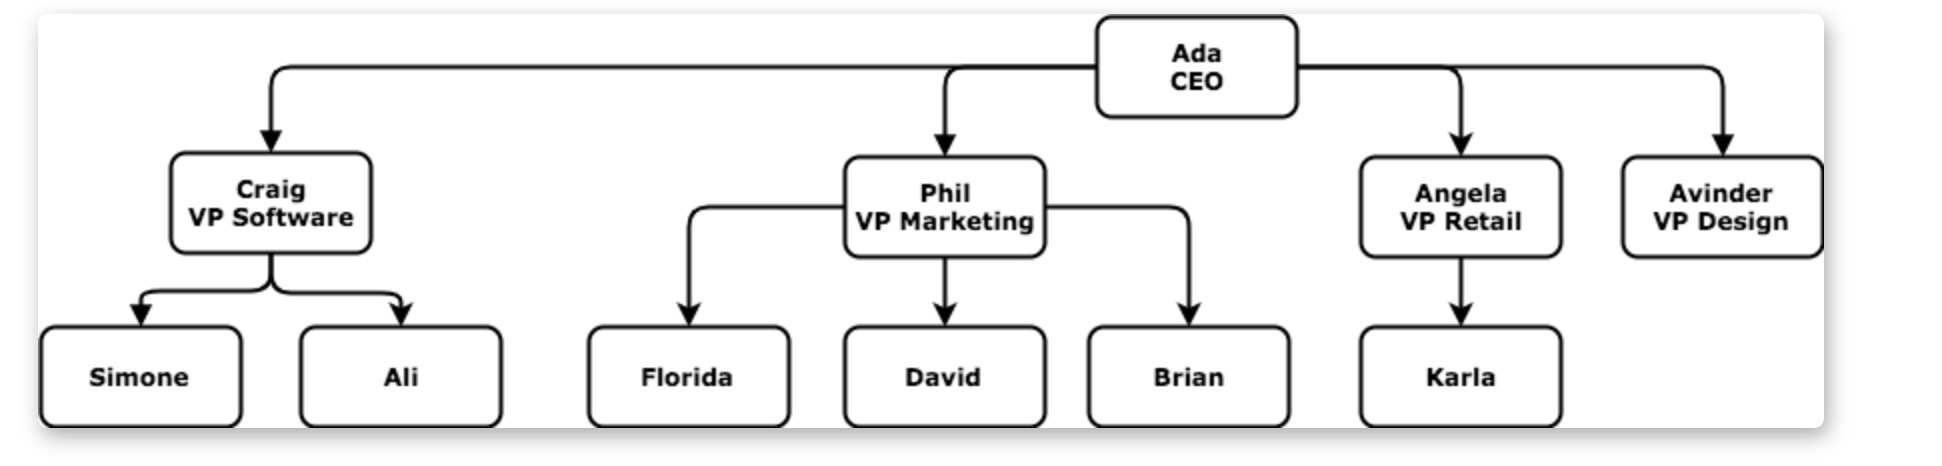 Ada
CEO
Craig
VP Software
Phil
VP Marketing
Angela
VP Retail
Avinder
VP Design
Simone
Ali
Florida
David
Brian
Karla